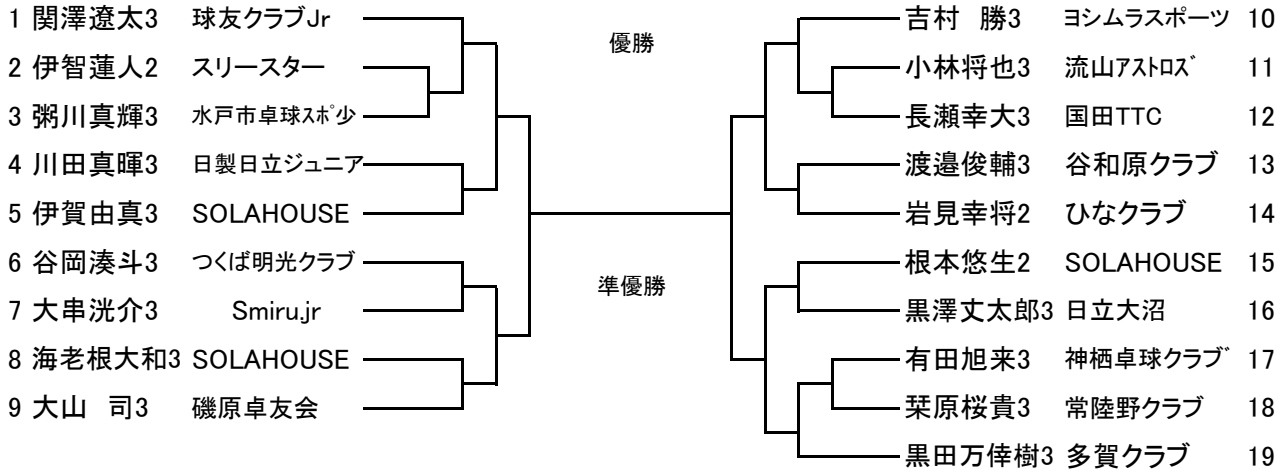 1 関澤遼太3 球友クラブJr
2 伊智蓮人2 スリースター
3 粥川真輝3 水戸市卓球スポ少
4 川田真暉3 日製日立ジュニア
5 伊賀由真3 SOLAHOUSE
6 谷岡湊斗3 つくば明光クラブ
7 大串洸介3 Smiru.jr
8 海老根大和3 SOLAHOUSE
9 大山 司3 磯原卓友会
優勝
準優勝
吉村 勝3 ヨシムラスポーツ 10
小林将也3 流山アストロズ 11
長瀬幸大3 国田TTC 12
渡邉俊輔3 谷和原クラブ 13
岩見幸将2 ひなクラブ 14
根本悠生2 SOLAHOUSE 15
黒澤丈太郎3 日立大沼 16
有田旭来3 神栖卓球クラブ 17
栞原桜貴3 常陸野クラブ 18
黒田万倖樹3 多賀クラブ 19